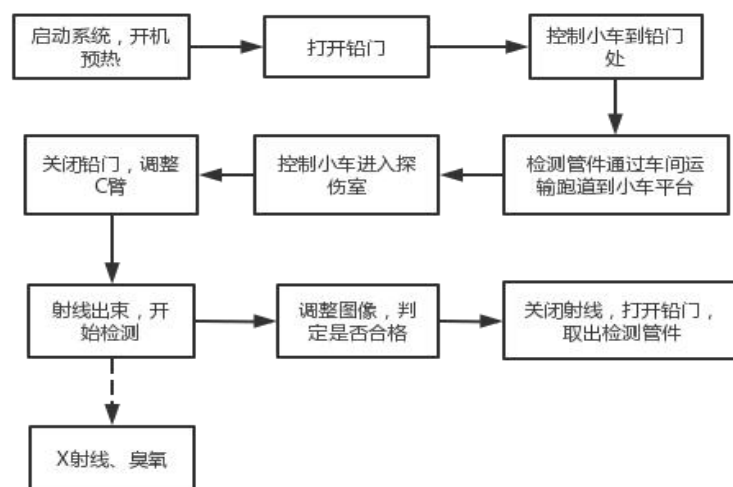 启动系统，开机
预热
打开铅门
控制小车到铅门
处
检测管件通过车间运
输跑道到小车平台
控制小车进入探
伤室
关闭铅门，调整
C臂
射线出束，开
始检测
调整图像，判
定是否合格
关闭射线，打开铅门，
取出检测管件
X射线、臭氧